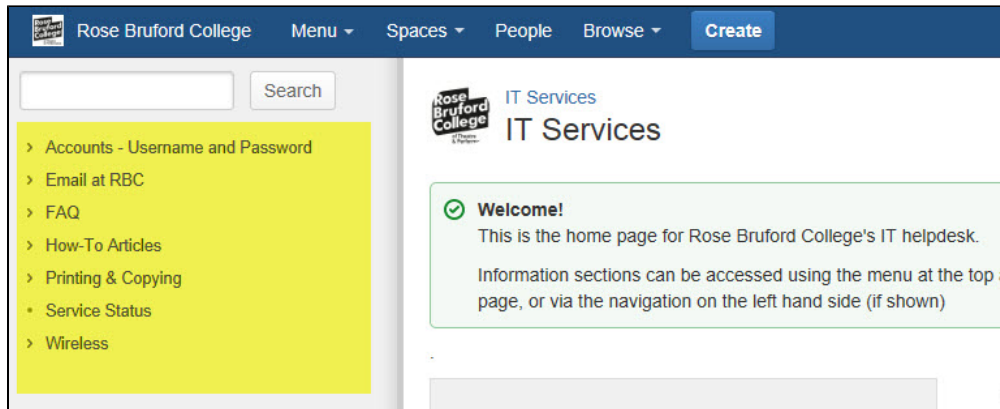 Rose Bruford College
Rose Bruford College Menu Spaces People Browse Create
Search
Accounts - Username and Password
Email at RBC
FAQ
How-To Articles
Printing & Copying
Service Status
Wireless
Rose Bruford College
IT Services
IT Services
Welcome!
This is the home page for Rose Bruford College's IT helpdesk.
Information sections can be accessed using the menu at the top
page, or via the navigation on the left hand side (if shown)
.